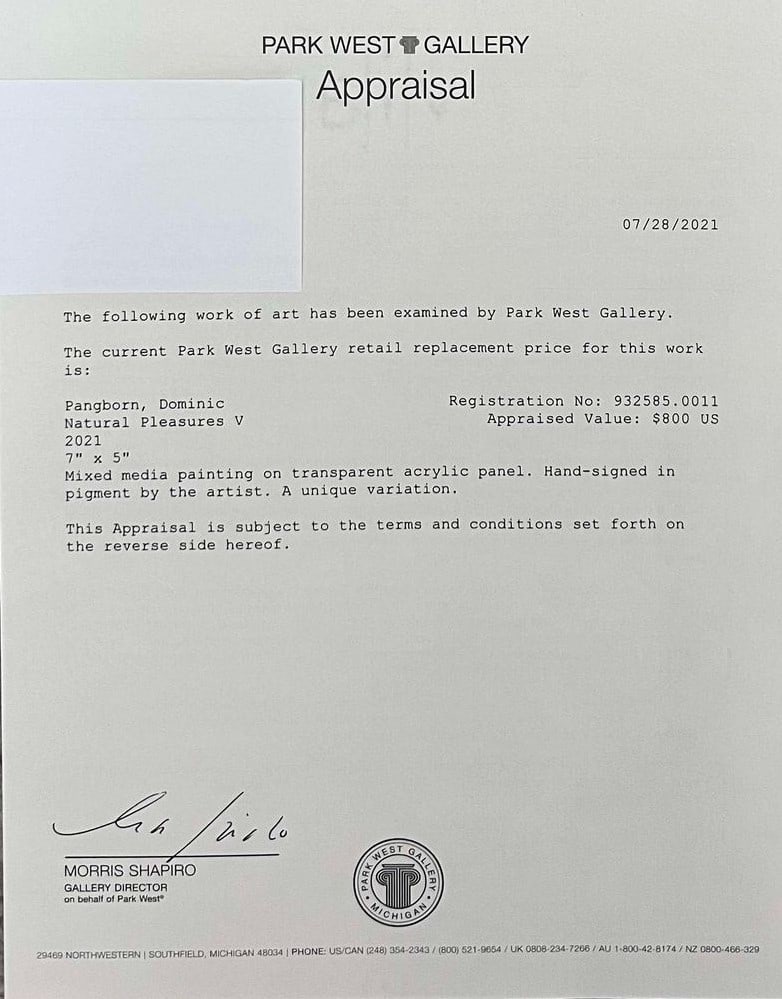 PARK WEST GALLERY
Appraisal
07/28/2021
The following work of art has been examined by Park West Gallery.
The current Park West Gallery retail replacement price for this work
is:
Pangborn, Dominic
Registration No: 932585.0011
Natural Pleasures V
Appraised Value: $800 US
2021
7" x 5"
Mixed media painting on transparent acrylic panel. Hand-signed in
pigment by the artist. A unique variation.
This Appraisal is subject to the terms and conditions set forth on
the reverse side hereof.
MORRIS SHAPIRO
GALLERY DIRECTOR
on behalf of Park West®
PARK WEST GALLERY • MICHIGAN •
29469 NORTHWESTERN | SOUTHFIELD, MICHIGAN 48034 | PHONE: US/CAN (248) 354-2343 / (800) 521-9654 / UK 0808-234-7266 / AU 1-800-42-8174 / NZ 0800-466-329